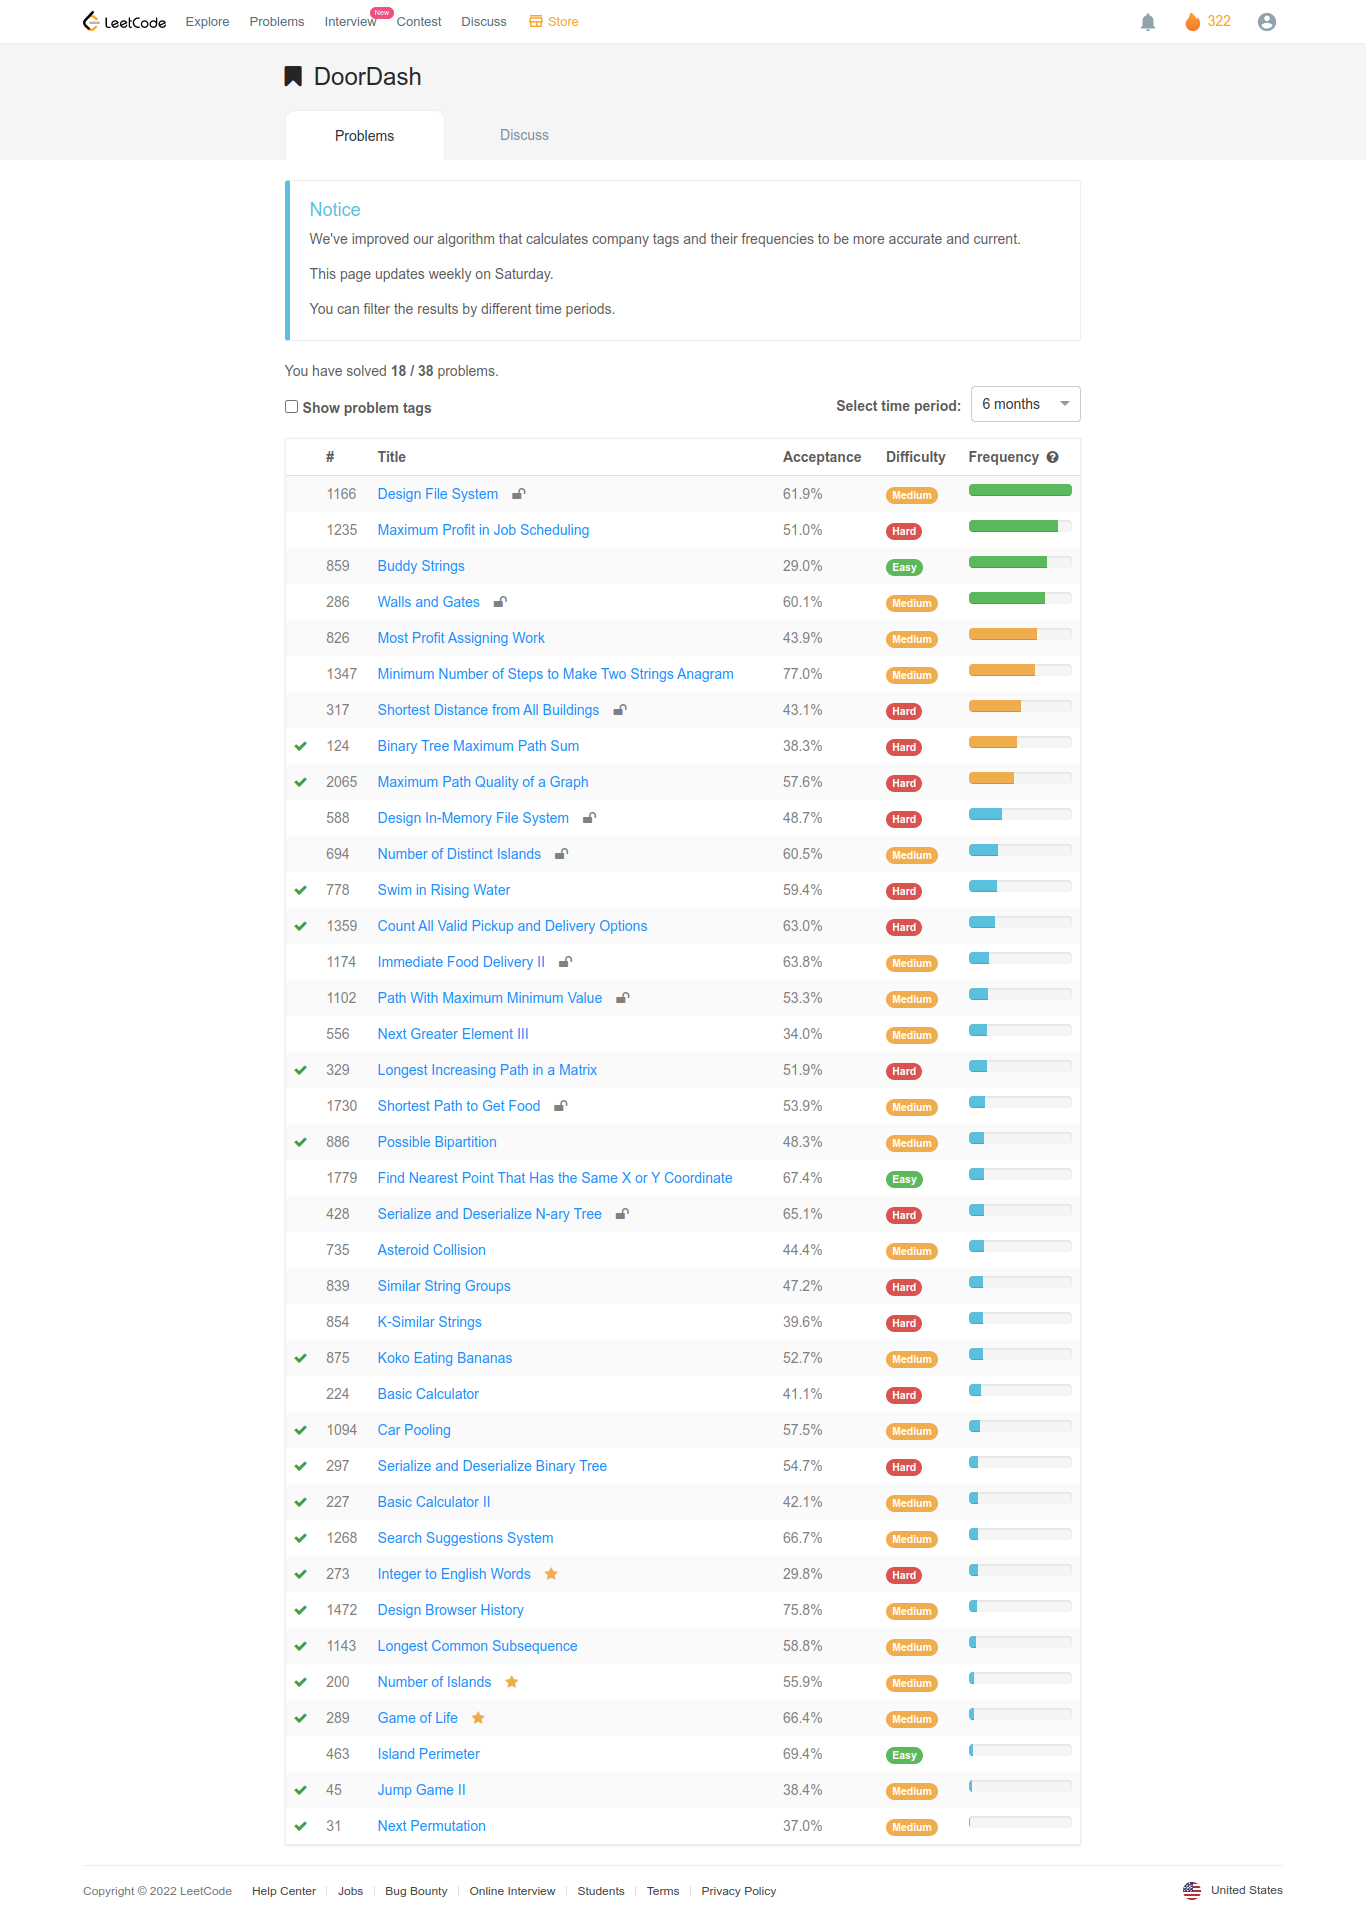 LeetCode Explore Problems Interview New Contest Discuss Store 322
DoorDash
Problems Discuss
Notice
We've improved our algorithm that calculates company tags and their frequencies to be more accurate and current.
This page updates weekly on Saturday.
You can filter the results by different time periods.
You have solved 18 / 38 problems.
Show problem tags Select time period: 6 months
# Title Acceptance Difficulty Frequency
1166 Design File System 61.9% Medium
1235 Maximum Profit in Job Scheduling 51.0% Hard
859 Buddy Strings 29.0% Easy
286 Walls and Gates 60.1% Medium
826 Most Profit Assigning Work 43.9% Medium
1347 Minimum Number of Steps to Make Two Strings Anagram 77.0% Medium
317 Shortest Distance from All Buildings 43.1% Hard
124 Binary Tree Maximum Path Sum 38.3% Hard
2065 Maximum Path Quality of a Graph 57.6% Hard
588 Design In-Memory File System 48.7% Hard
694 Number of Distinct Islands 60.5% Medium
778 Swim in Rising Water 59.4% Hard
1359 Count All Valid Pickup and Delivery Options 63.0% Hard
1174 Immediate Food Delivery II 63.8% Medium
1102 Path With Maximum Minimum Value 53.3% Medium
556 Next Greater Element III 34.0% Medium
329 Longest Increasing Path in a Matrix 51.9% Hard
1730 Shortest Path to Get Food 53.9% Medium
886 Possible Bipartition 48.3% Medium
1779 Find Nearest Point That Has the Same X or Y Coordinate 67.4% Easy
428 Serialize and Deserialize N-ary Tree 65.1% Hard
735 Asteroid Collision 44.4% Medium
839 Similar String Groups 47.2% Hard
854 K-Similar Strings 39.6% Hard
875 Koko Eating Bananas 52.7% Medium
224 Basic Calculator 41.1% Hard
1094 Car Pooling 57.5% Medium
297 Serialize and Deserialize Binary Tree 54.7% Hard
227 Basic Calculator II 42.1% Medium
1268 Search Suggestions System 66.7% Medium
273 Integer to English Words 29.8% Hard
1472 Design Browser History 75.8% Medium
1143 Longest Common Subsequence 58.8% Medium
200 Number of Islands 55.9% Medium
289 Game of Life 66.4% Medium
463 Island Perimeter 69.4% Easy
45 Jump Game II 38.4% Medium
31 Next Permutation 37.0% Medium
Copyright © 2022 LeetCode Help Center Jobs Bug Bounty Online Interview Students Terms Privacy Policy United States